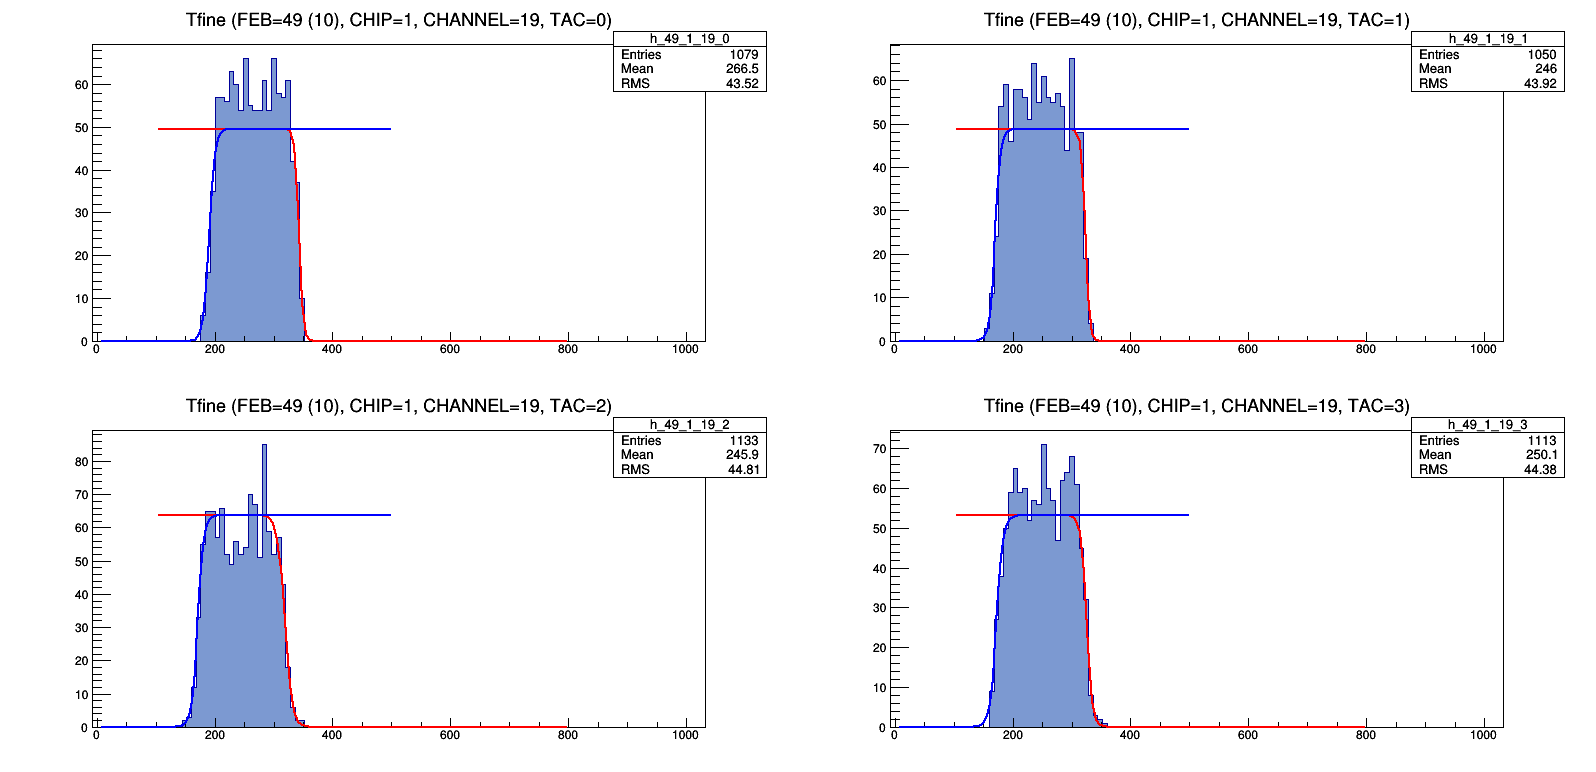 Tfine (FEB=49 (10), CHIP=1, CHANNEL=19, TAC=0)
h_49_1_19_0
Entries 1079
Mean 266.5
RMS 43.52
60
50
40
30
20
10
0
0 200 400 600 800 1000
Tfine (FEB=49 (10), CHIP=1, CHANNEL=19, TAC=1)
h_49_1_19_1
Entries 1050
Mean 246
RMS 43.92
60
50
40
30
20
10
0
0 200 400 600 800 1000
Tfine (FEB=49 (10), CHIP=1, CHANNEL=19, TAC=2)
h_49_1_19_2
Entries 1133
Mean 245.9
RMS 44.81
80
70
60
50
40
30
20
10
0
0 200 400 600 800 1000
Tfine (FEB=49 (10), CHIP=1, CHANNEL=19, TAC=3)
h_49_1_19_3
Entries 1113
Mean 250.1
RMS 44.38
70
60
50
40
30
20
10
0
0 200 400 600 800 1000